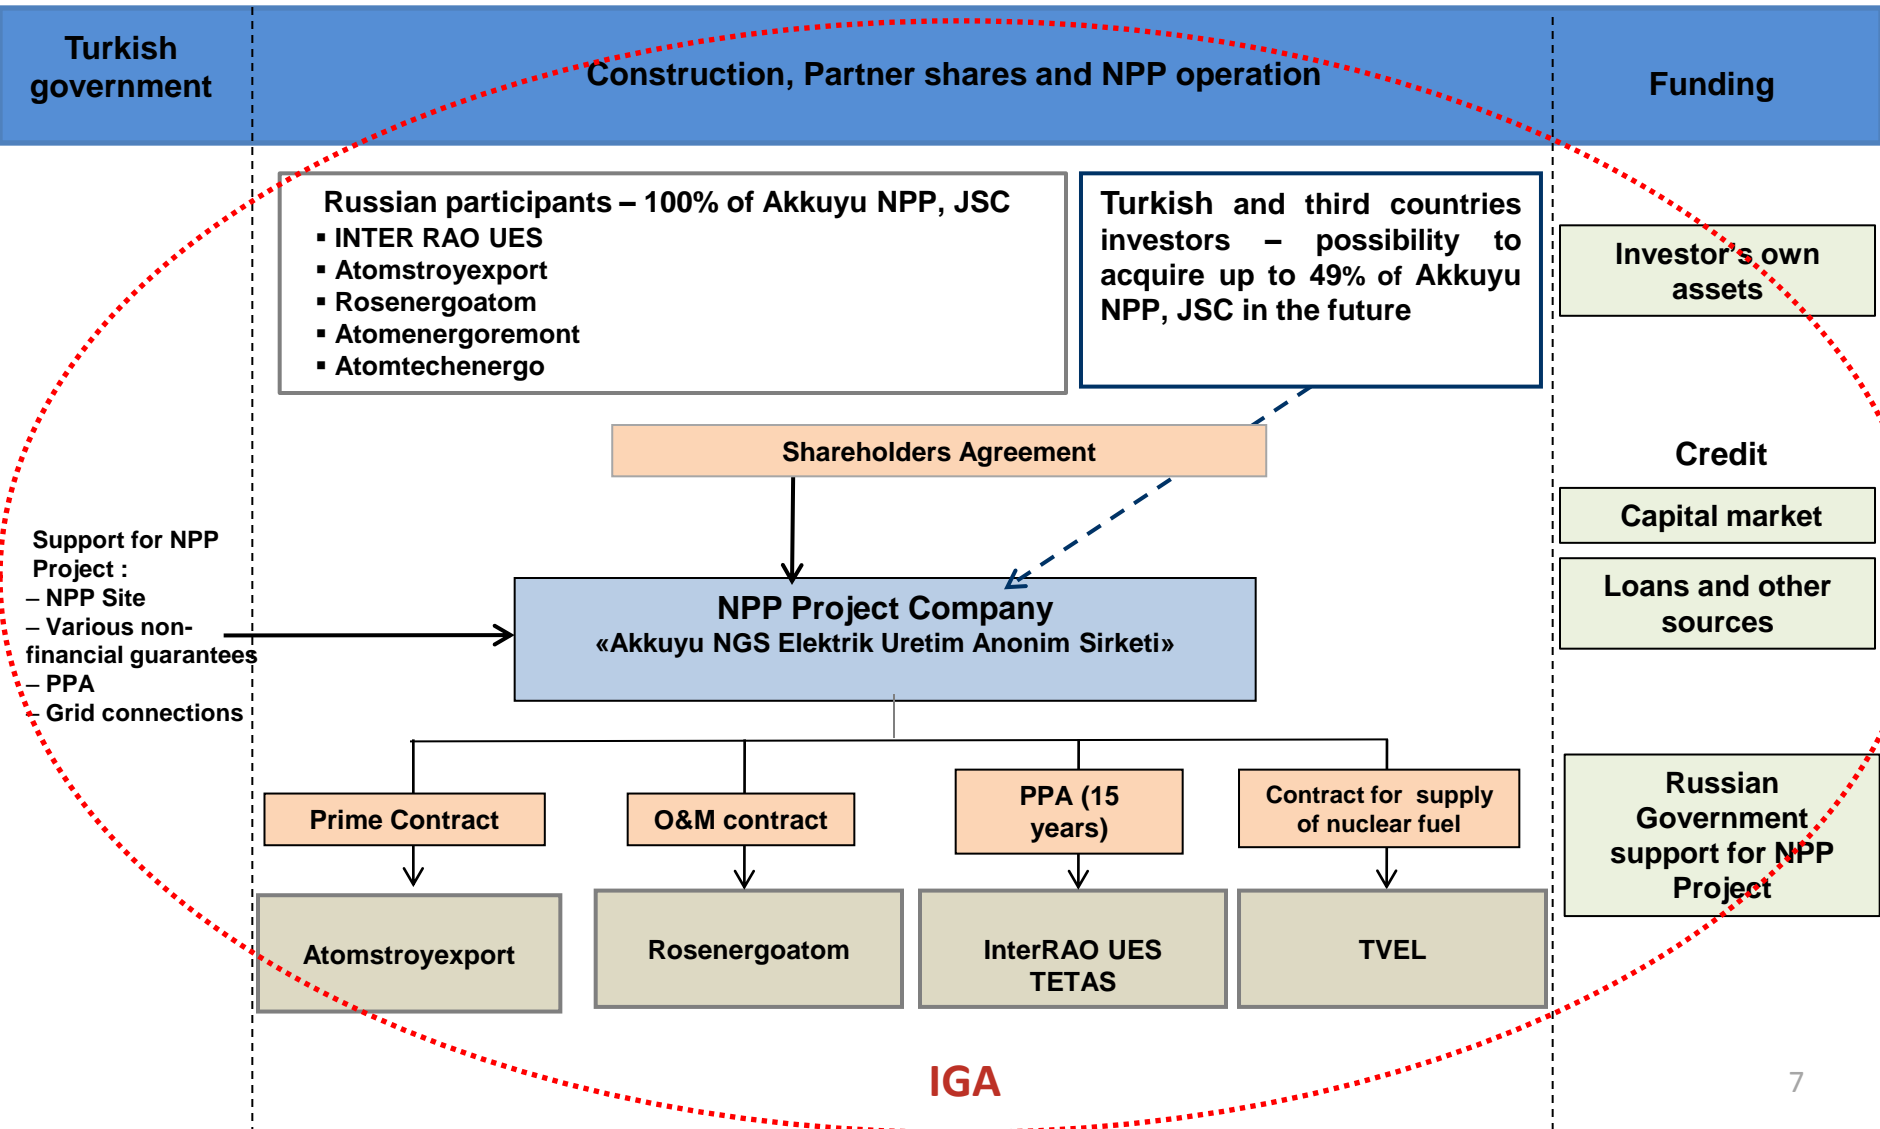 Turkish
government
Construction, Partner shares and NPP operation
Funding
Russian participants – 100% of Akkuyu NPP, JSC
▪ INTER RAO UES
▪ Atomstroyexport
▪ Rosenergoatom
▪ Atomenergoremont
▪ Atomtechenergo
Turkish and third countries
investors – possibility to
acquire up to 49% of Akkuyu
NPP, JSC in the future
Investor's own
assets
Shareholders Agreement
Credit
Capital market
Loans and other
sources
Support for NPP
Project :
– NPP Site
– Various non-
financial guarantees
– PPA
– Grid connections
NPP Project Company
«Akkuyu NGS Elektrik Uretim Anonim Sirketi»
Prime Contract
O&M contract
PPA (15
years)
Contract for supply
of nuclear fuel
Russian
Government
support for NPP
Project
Atomstroyexport
Rosenergoatom
InterRAO UES
TETAS
TVEL
IGA
7